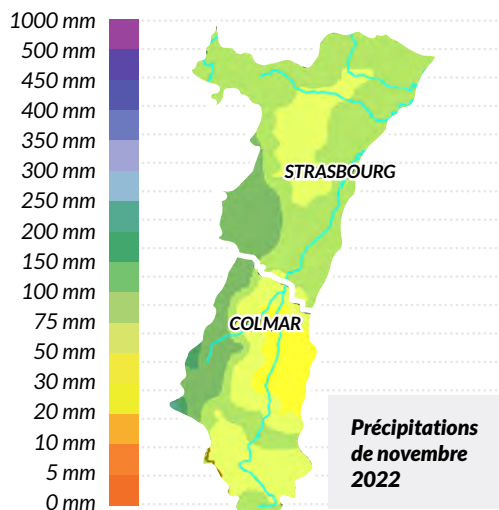 1000 mm
500 mm
450 mm
400 mm
350 mm
300 mm
250 mm
200 mm
150 mm
100 mm
75 mm
50 mm
30 mm
20 mm
10 mm
5 mm
0 mm
STRASBOURG
COLMAR
Précipitations
de novembre
2022